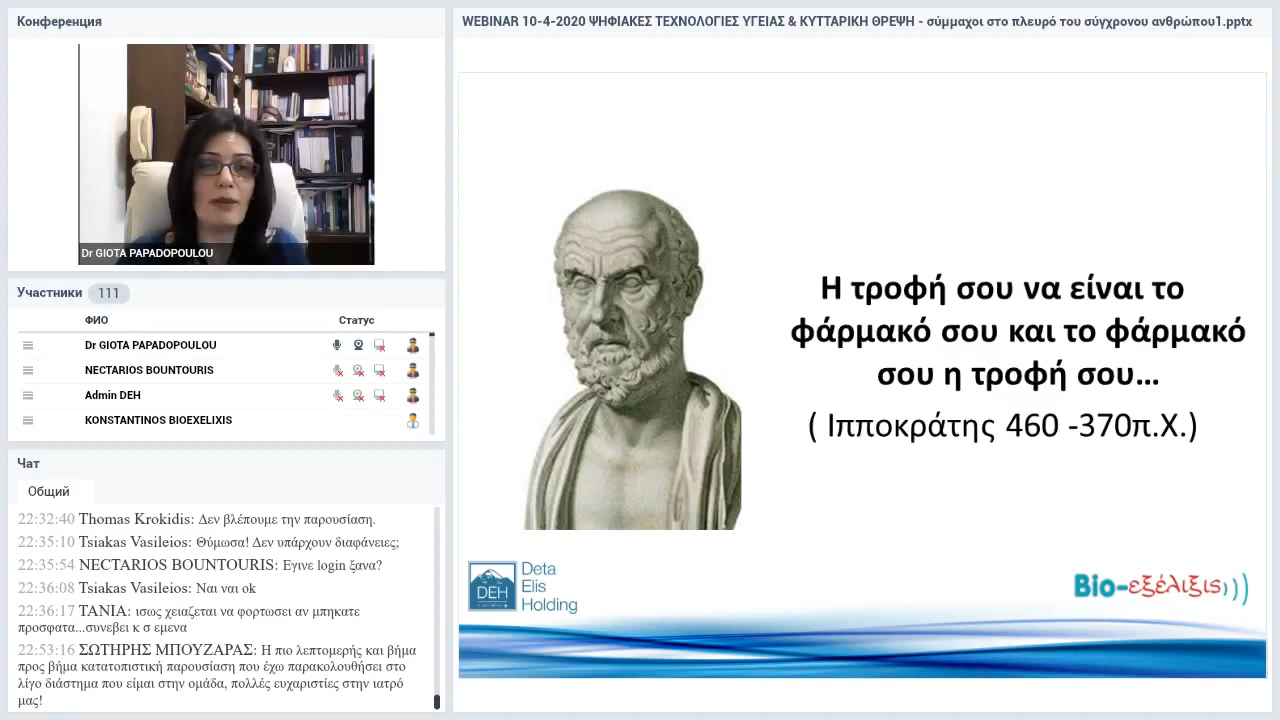 Конференция
Dr GIOTA PAPADOPOULOU
Участники 111
ФИО Статус
Dr GIOTA PAPADOPOULOU
NECTARIOS BOUNTOURIS
Admin DEH
KONSTANTINOS BIOEXELIXIS
Чат
Общий
22:32:40 Thomas Krokidis: Δεν βλέπουμε την παρουσίαση.
22:35:10 Tsiakas Vasileios: Θύμωσα! Δεν υπάρχουν διαφάνειες;
22:35:54 NECTARIOS BOUNTOURIS: Εγινε login ξανα?
22:36:08 Tsiakas Vasileios: Ναι ναι ok
22:36:17 ΤΑΝΙΑ: ισως χειαζεται να φορτωσει αν μπηκατε
προσφατα...συνεβει κ σ εμενα
22:53:16 ΣΩΤΗΡΗΣ ΜΠΟΥΖΑΡΑΣ: Η πιο λεπτομερής και βήμα
προς βήμα κατατοπιστική παρουσίαση που έχω παρακολουθήσει στο
λίγο διάστημα που είμαι στην ομάδα, πολλές ευχαριστίες στην ιατρό
μας!
WEBINAR 10-4-2020 ΨΗΦΙΑΚΕΣ ΤΕΧΝΟΛΟΓΙΕΣ ΥΓΕΙΑΣ & ΚΥΤΤΑΡΙΚΗ ΘΡΕΨΗ - σύμμαχοι στο πλευρό του σύγχρονου ανθρώπου1.pptx
Η τροφή σου να είναι το
φάρμακό σου και το φάρμακό
σου η τροφή σου...
( Ιπποκράτης 460 -370π.Χ.)
DEH
Deta
Elis
Holding
Bio-εξέλιξις